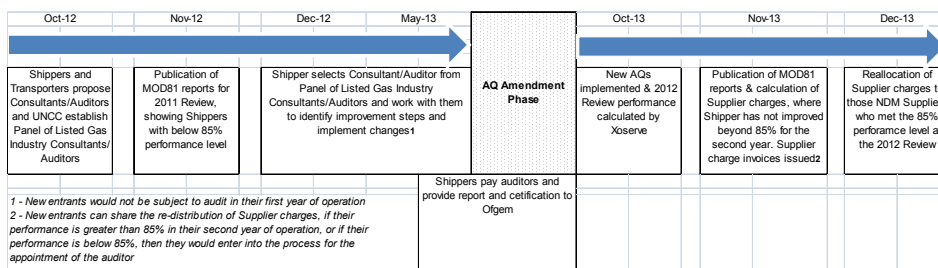 Oct-12 Nov-12 Dec-12 May-13 Oct-13 Nov-13 Dec-13
Shippers and
Transporters propose
Consultants/Auditors
and UNCC establish
Panel of Listed Gas
Industry Consultants/
Auditors
Publication of
MOD81 reports for
2011 Review,
showing Shippers
with below 85%
performance level
Shipper selects Consultant/Auditor from
Panel of Listed Gas Industry
Consultants/Auditors and work with them
to identify improvement steps and
implement changes1
AQ Amendment
Phase
New AQs
implemented & 2012
Review performance
calculated by
Xoserve
Publication of MOD81
reports & calculation of
Supplier charges, where
Shipper has not improved
beyond 85% for the
second year. Supplier
charge invoices issued2
Reallocation of
Supplier charges t
those NDM Supplie
who met the 85%
perforamce level a
the 2012 Review
Shippers pay auditors and
provide report and cetification to
Ofgem
1 - New entrants would not be subject to audit in their first year of operation
2 - New entrants can share the re-distribution of Supplier charges, if their
performance is greater than 85% in their second year of operation, or if their
performance is below 85%, then they would enter into the process for the
appointment of the auditor